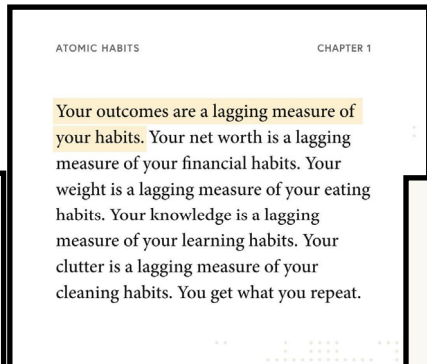 ATOMIC HABITS CHAPTER 1
Your outcomes are a lagging measure of
your habits. Your net worth is a lagging
measure of your financial habits. Your
weight is a lagging measure of your eating
habits. Your knowledge is a lagging
measure of your learning habits. Your
clutter is a lagging measure of your
cleaning habits. You get what you repeat.